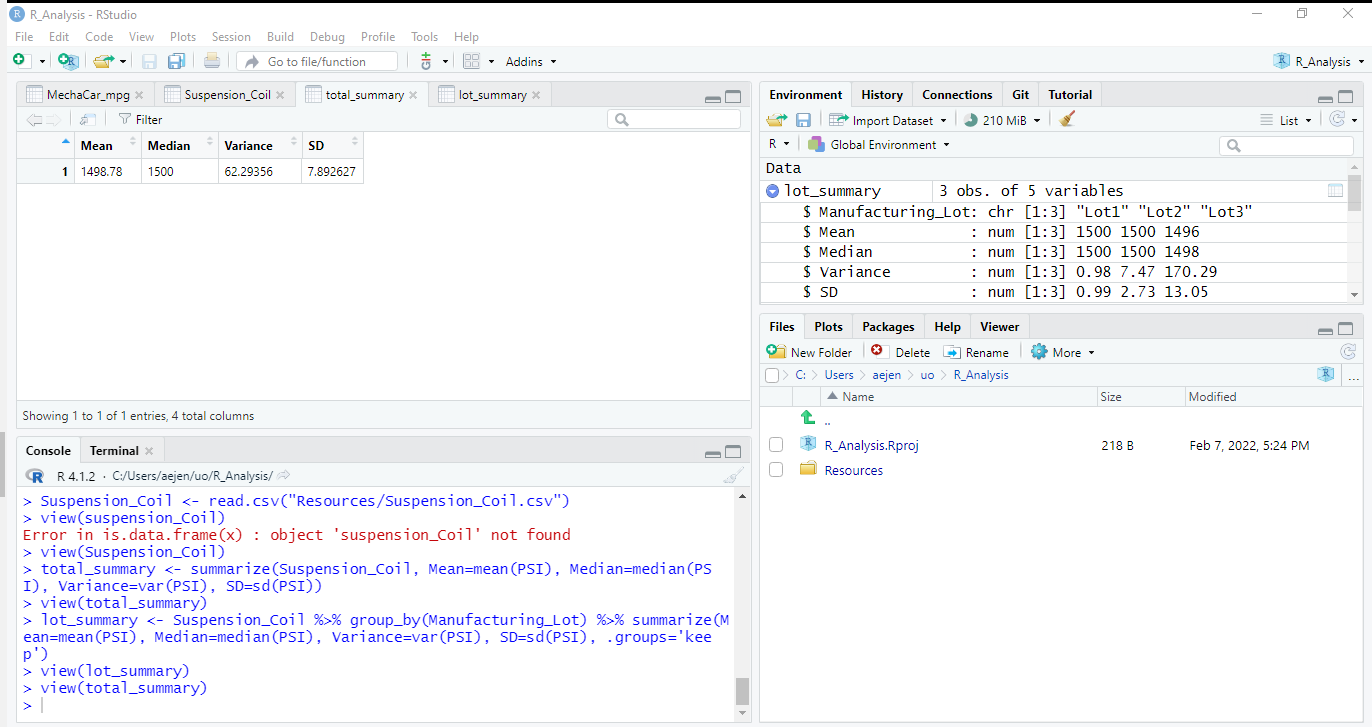 R_Analysis - RStudio
File Edit Code View Plots Session Build Debug Profile Tools Help
Go to file/function Addins R_Analysis
MechaCar_mpg Suspension_Coil total_summary lot_summary
Filter
Mean Median Variance SD
1 1498.78 1500 62.29356 7.892627
Showing 1 to 1 of 1 entries, 4 total columns
Console Terminal
R 4.1.2 · C:/Users/aejen/uo/R_Analysis/
> Suspension_Coil <- read.csv("Resources/Suspension_Coil.csv")
> view(suspension_Coil)
Error in is.data.frame(x) : object 'suspension_Coil' not found
> view(Suspension_Coil)
> total_summary <- summarize(Suspension_Coil, Mean=mean(PSI), Median=median(PS
I), Variance=var(PSI), SD=sd(PSI))
> view(total_summary)
> lot_summary <- Suspension_Coil %>% group_by(Manufacturing_Lot) %>% summarize(M
ean=mean(PSI), Median=median(PSI), Variance=var(PSI), SD=sd(PSI), .groups='kee
p')
> view(lot_summary)
> view(total_summary)
>
Environment History Connections Git Tutorial
Import Dataset 210 MiB List
R Global Environment
Data
lot_summary 3 obs. of 5 variables
$ Manufacturing_Lot: chr [1:3] "Lot1" "Lot2" "Lot3"
$ Mean : num [1:3] 1500 1500 1496
$ Median : num [1:3] 1500 1500 1498
$ Variance : num [1:3] 0.98 7.47 170.29
$ SD : num [1:3] 0.99 2.73 13.05
Files Plots Packages Help Viewer
New Folder Delete Rename More
C: Users aejen uo R_Analysis ...
Name Size Modified
..
R_Analysis.Rproj 218 B Feb 7, 2022, 5:24 PM
Resources